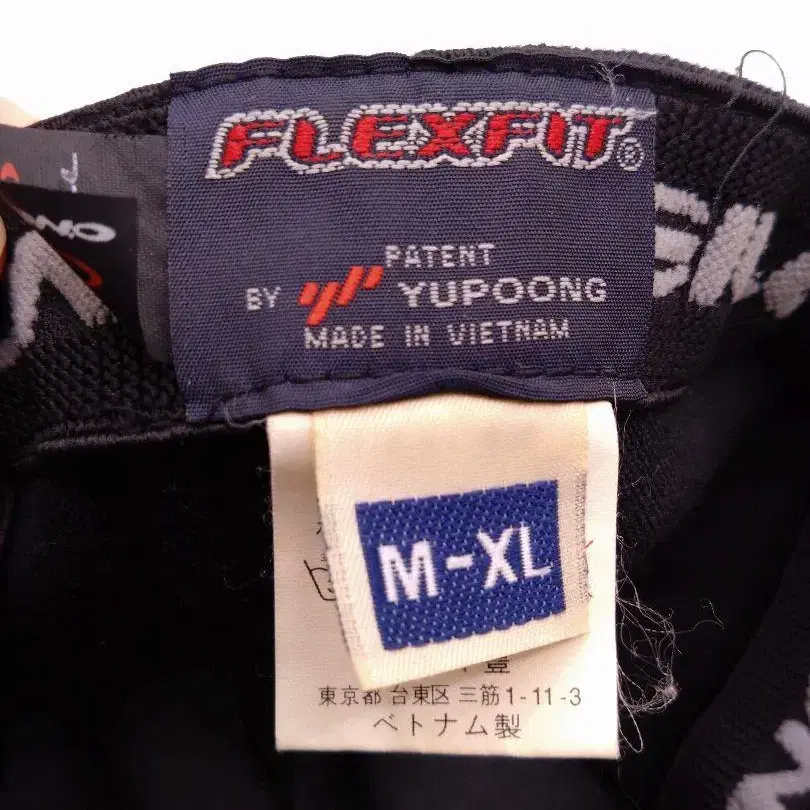 FLEXFIT®
PATENT
BY YUPOONG
MADE IN VIETNAM
M-XL
豊
東京都 台東区 三筋1-11-3
ベトナム製